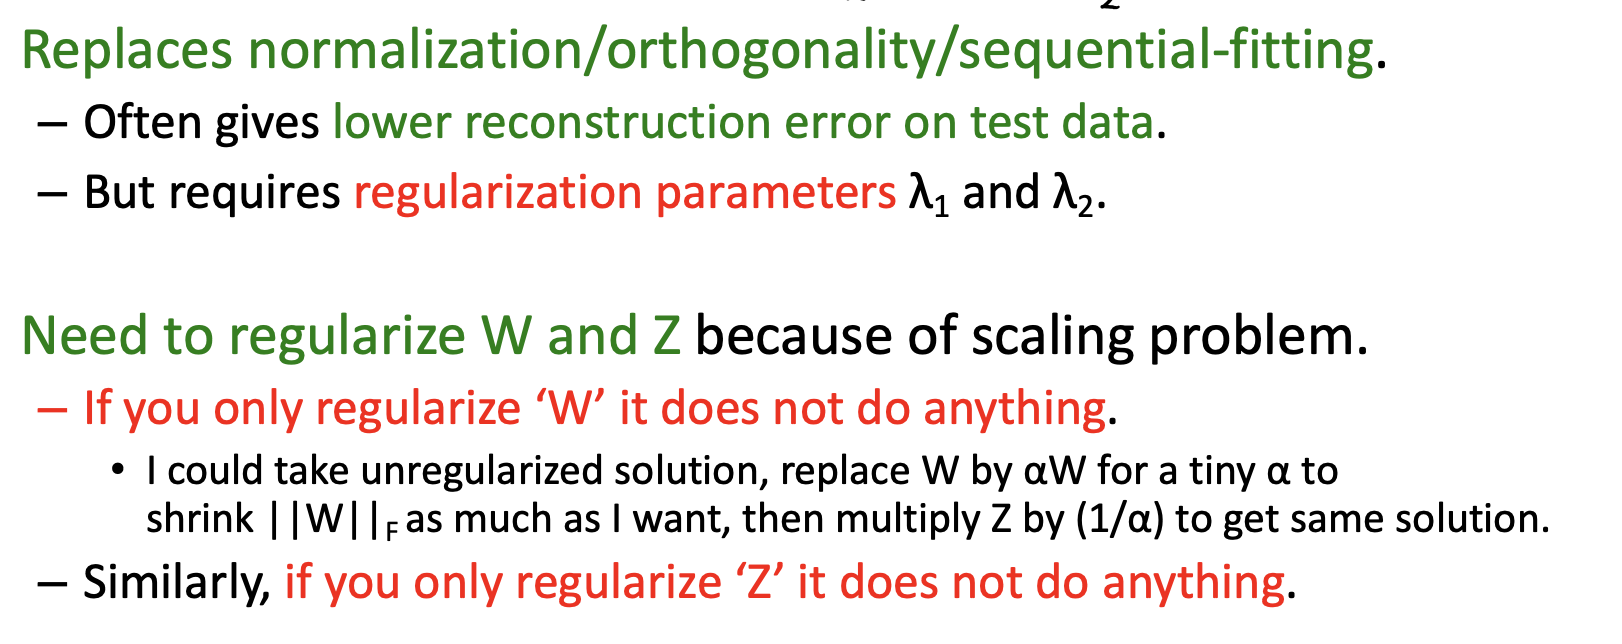 Replaces normalization/orthogonality/sequential-fitting.
– Often gives lower reconstruction error on test data.
– But requires regularization parameters λ₁ and λ₂.
Need to regularize W and Z because of scaling problem.
– If you only regularize ‘W’ it does not do anything.
• I could take unregularized solution, replace W by αW for a tiny α to
shrink ||W||F as much as I want, then multiply Z by (1/α) to get same solution.
– Similarly, if you only regularize ‘Z’ it does not do anything.